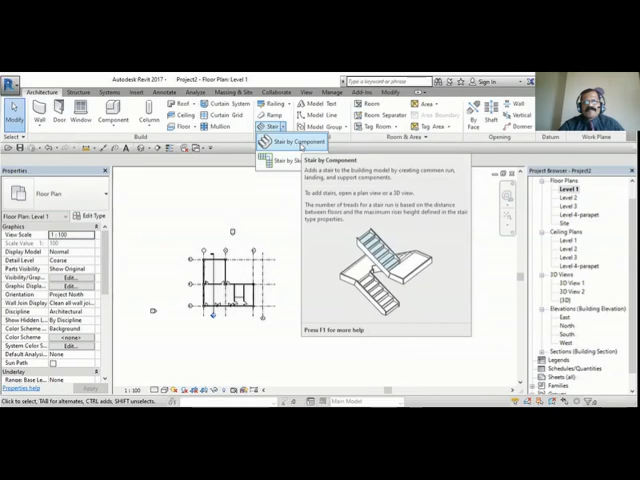 Autodesk Revit 2017 - Project2 - Floor Plan: Level 1
Type a keyword or phrase
Sign In
Architecture Structure Systems Insert Annotate Analyze Massing & Site Collaborate View Manage Add-Ins Modify
Modify Wall Door Window Component Column
Roof Ceiling Floor
Curtain System Curtain Grid Mullion
Railing Ramp Stair
Model Text Model Line Model Group
Room Room Separator Tag Room
Area Area Boundary Tag Area
By Face Shaft Wall Vertical Dormer
Select Build Room & Area Opening Datum Work Plane
Stair by Component
Stair by Sk
Stair by Component
Adds a stair to the building model by creating common run, landing, and support components.
To add stairs, open a plan view or a 3D view.
The number of treads for a stair run is based on the distance between floors and the maximum riser height defined in the stair type properties.
Press F1 for more help
Properties
Floor Plan
Floor Plan: Level 1
Edit Type
Graphics
View Scale 1 : 100
Scale Value 1: 100
Display Model Normal
Detail Level Coarse
Parts Visibility Show Original
Visibility/Grap... Edit...
Graphic Displa... Edit...
Orientation Project North
Wall Join Display Clean all wall joi...
Discipline Architectural
Show Hidden L... By Discipline
Color Scheme ... Background
Color Scheme <none>
System Color S... Edit...
Default Analysi... None
Sun Path
Underlay
Range: Base Le...
Properties help
Apply
Project Browser - Project2
Floor Plans
Level 1
Level 2
Level 3
Level 4-parapet
Site
Ceiling Plans
Level 1
Level 2
Level 3
Level 4-parapet
3D Views
3D View 1
3D View 2
{3D}
Elevations (Building Elevation)
East
North
South
West
Sections (Building Section)
Legends
Schedules/Quantities
Sheets (all)
Families
1 : 100
Click to select, TAB for alternates, CTRL adds, SHIFT unselects.
Main Model